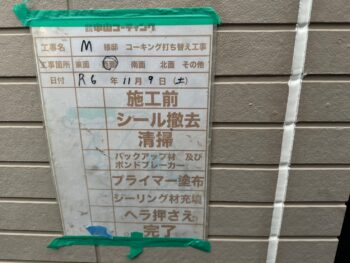 工事名 M 様邸 コーキング打ち替え工事
工事箇所 東面 南面 北面 その他
日付 R6年11月9日(土)
施工前
シール撤去
清掃
バックアップ材 及び
ボンドブレーカー
プライマー塗布
シーリング材充填
ヘラ押さえ
完了